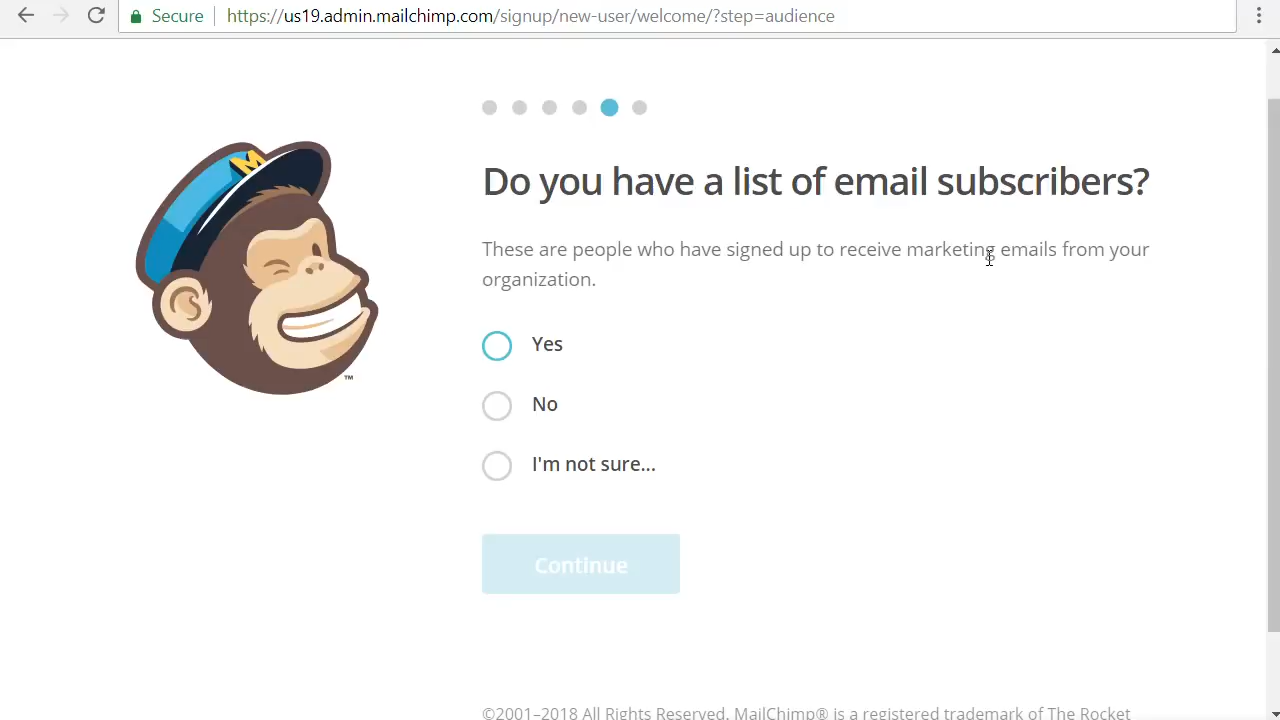 Secure https://us19.admin.mailchimp.com/signup/new-user/welcome/?step=audience
M
Do you have a list of email subscribers?
These are people who have signed up to receive marketing emails from your
organization.
Yes
No
I'm not sure...
Continue
TM
©2001–2018 All Rights Reserved. MailChimp® is a registered trademark of The Rocket